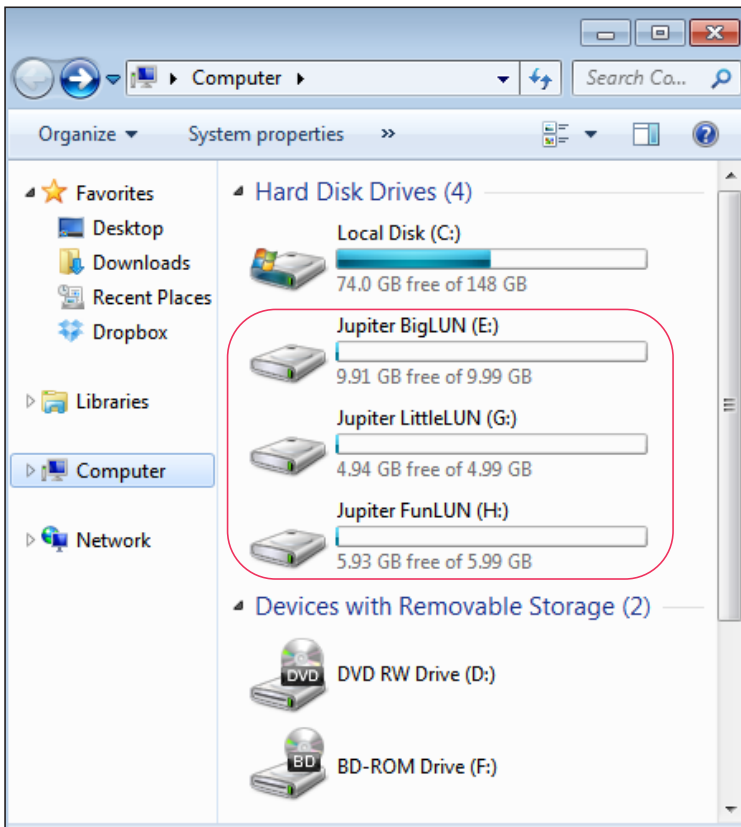 Computer
Search Co...
Organize
System properties
»
Favorites
Desktop
Downloads
Recent Places
Dropbox
Libraries
Computer
Network
Hard Disk Drives (4)
Local Disk (C:)
74.0 GB free of 148 GB
Jupiter BigLUN (E:)
9.91 GB free of 9.99 GB
Jupiter LittleLUN (G:)
4.94 GB free of 4.99 GB
Jupiter FunLUN (H:)
5.93 GB free of 5.99 GB
Devices with Removable Storage (2)
DVD
DVD RW Drive (D:)
BD
BD-ROM Drive (F:)